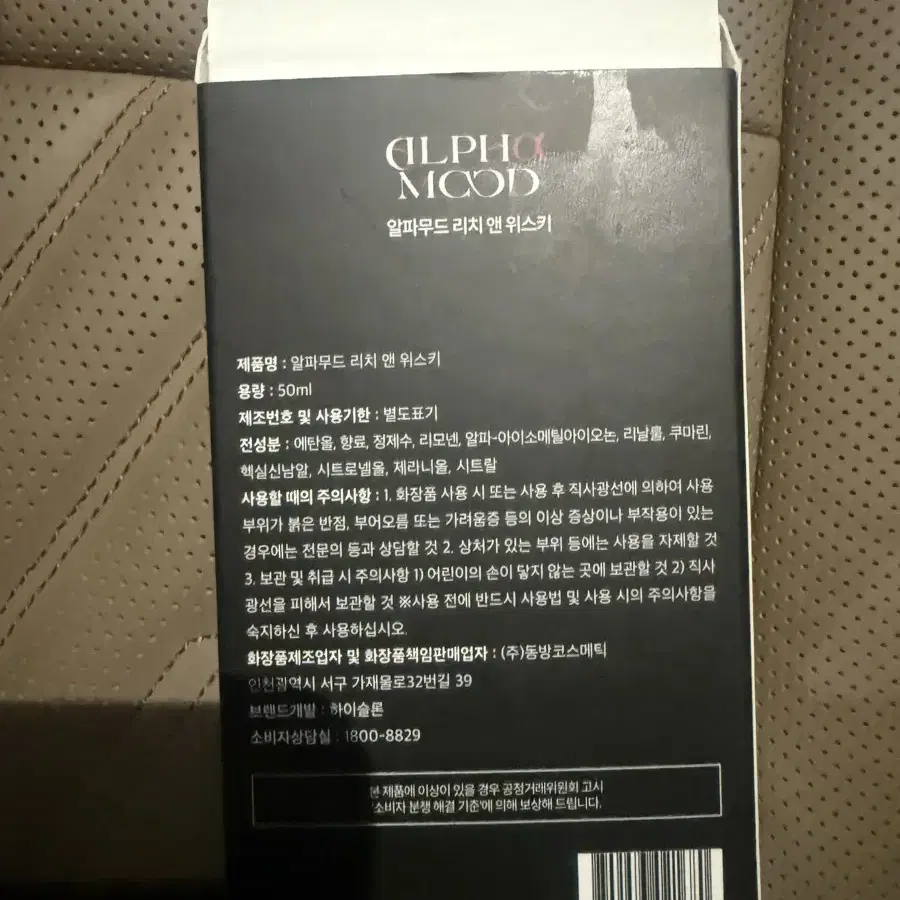 ALPHA
MOOD
알파무드 리치 앤 위스키
제품명 : 알파무드 리치 앤 위스키
용량 : 50ml
제조번호 및 사용기한 : 별도표기
전성분 : 에탄올, 향료, 정제수, 리모넨, 알파-아이소메틸아이오논, 리날룰, 쿠마린,
헥실신남알, 시트로넬올, 제라니올, 시트랄
사용할 때의 주의사항 : 1. 화장품 사용 시 또는 사용 후 직사광선에 의하여 사용
부위가 붉은 반점, 부어오름 또는 가려움증 등의 이상 증상이나 부작용이 있는
경우에는 전문의 등과 상담할 것 2. 상처가 있는 부위 등에는 사용을 자제할 것
3. 보관 및 취급 시 주의사항 1) 어린이의 손이 닿지 않는 곳에 보관할 것 2) 직사
광선을 피해서 보관할 것 ※사용 전에 반드시 사용법 및 사용 시의 주의사항을
숙지하신 후 사용하십시오.
화장품제조업자 및 화장품책임판매업자 : (주)동방코스메틱
인천광역시 서구 가재울로32번길 39
브랜드개발 : 하이슬론
소비자상담실 : 1800-8829
본 제품에 이상이 있을 경우 공정거래위원회 고시
'소비자 분쟁 해결 기준'에 의해 보상해 드립니다.